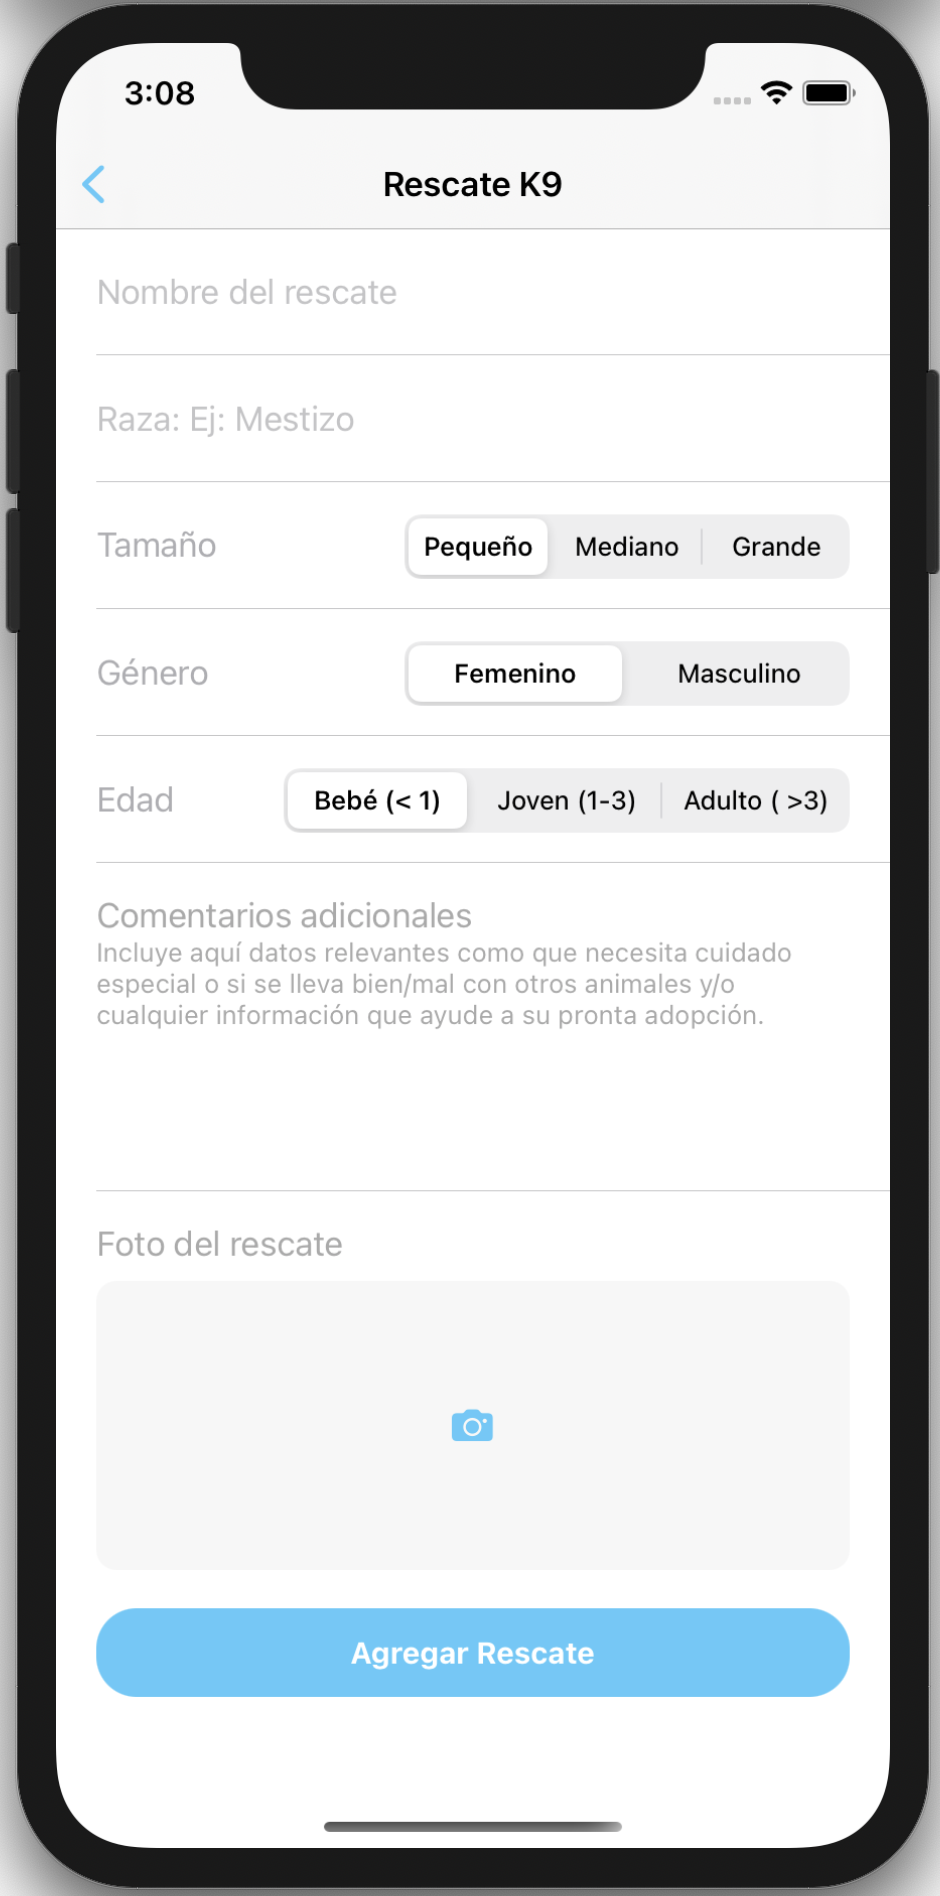 3:08
Rescate K9
Nombre del rescate
Raza: Ej: Mestizo
Tamaño Pequeño Mediano Grande
Género Femenino Masculino
Edad Bebé (< 1) Joven (1-3) Adulto ( >3)
Comentarios adicionales
Incluye aquí datos relevantes como que necesita cuidado
especial o si se lleva bien/mal con otros animales y/o
cualquier información que ayude a su pronta adopción.
Foto del rescate
Agregar Rescate